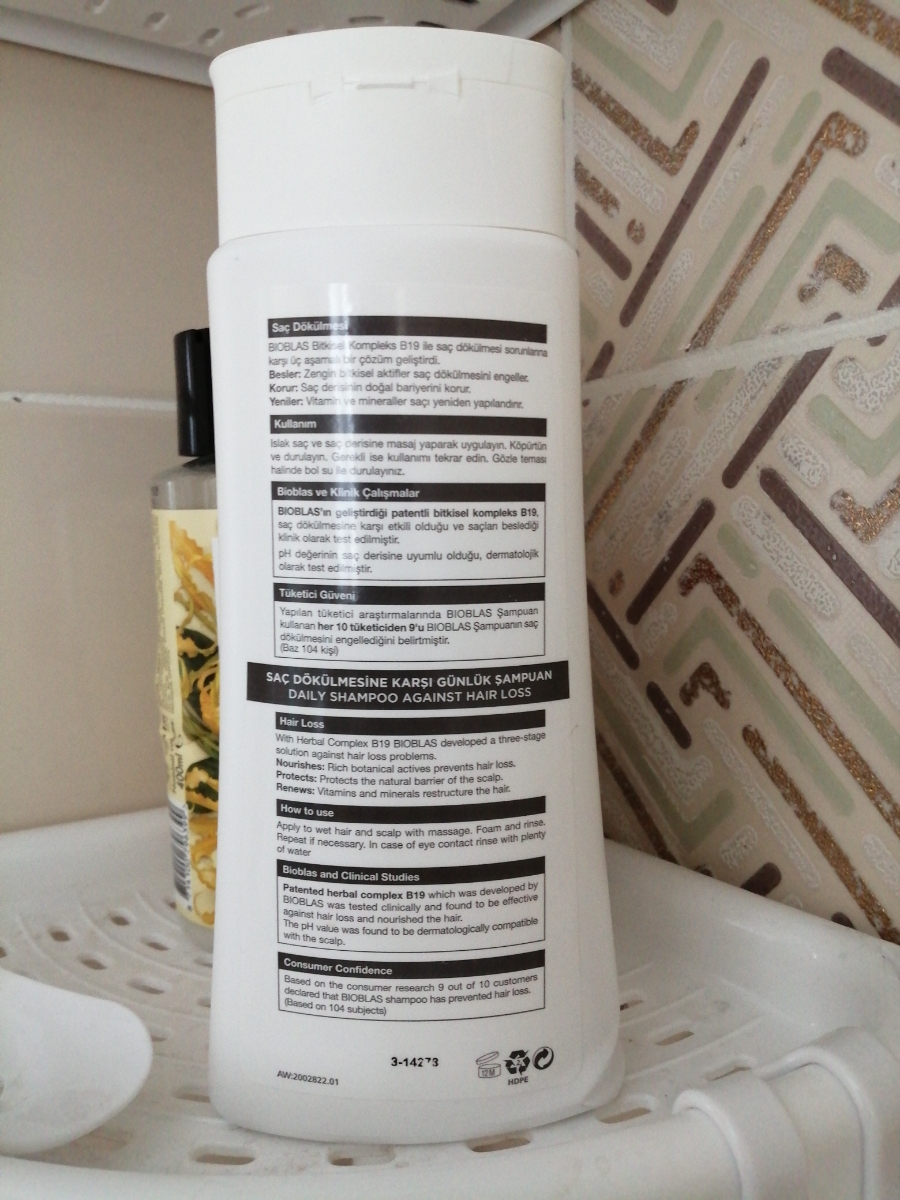 Saç Dökülmesi
BIOBLAS Bitkisel Kompleks B19 ile saç dökülmesi sorunlarına
karşı üç aşamalı bir çözüm geliştirdi.
Besler: Zengin bitkisel aktifler saç dökülmesini engeller.
Korur: Saç derisinin doğal bariyerini korur.
Yeniler: Vitamin ve mineraller saçı yeniden yapılandırır.
Kullanım
Islak saç ve saç derisine masaj yaparak uygulayın. Köpürtün
ve durulayın. Gerekli ise kullanımı tekrar edin. Gözle teması
halinde bol su ile durulayınız.
Bioblas ve Klinik Çalışmalar
BIOBLAS'ın geliştirdiği patentli bitkisel kompleks B19,
saç dökülmesine karşı etkili olduğu ve saçları beslediği
klinik olarak test edilmiştir.
pH değerinin saç derisine uyumlu olduğu, dermatolojik
olarak test edilmiştir.
Tüketici Güveni
Yapılan tüketici araştırmalarında BIOBLAS Şampuan
kullanan her 10 tüketiciden 9'u BIOBLAS Şampuanın saç
dökülmesini engellediğini belirtmiştir.
(Baz 104 kişi)
SAÇ DÖKÜLMESİNE KARŞI GÜNLÜK ŞAMPUAN
DAILY SHAMPOO AGAINST HAIR LOSS
Hair Loss
With Herbal Complex B19 BIOBLAS developed a three-stage
solution against hair loss problems.
Nourishes: Rich botanical actives prevents hair loss.
Protects: Protects the natural barrier of the scalp.
Renews: Vitamins and minerals restructure the hair.
How to use
Apply to wet hair and scalp with massage. Foam and rinse.
Repeat if necessary. In case of eye contact rinse with plenty
of water
Bioblas and Clinical Studies
Patented herbal complex B19 which was developed by
BIOBLAS was tested clinically and found to be effective
against hair loss and nourished the hair.
The pH value was found to be dermatologically compatible
with the scalp.
Consumer Confidence
Based on the consumer research 9 out of 10 customers
declared that BIOBLAS shampoo has prevented hair loss.
(Based on 104 subjects)
3-14273
AW:2002822.01
12M
HDPE
400ml e